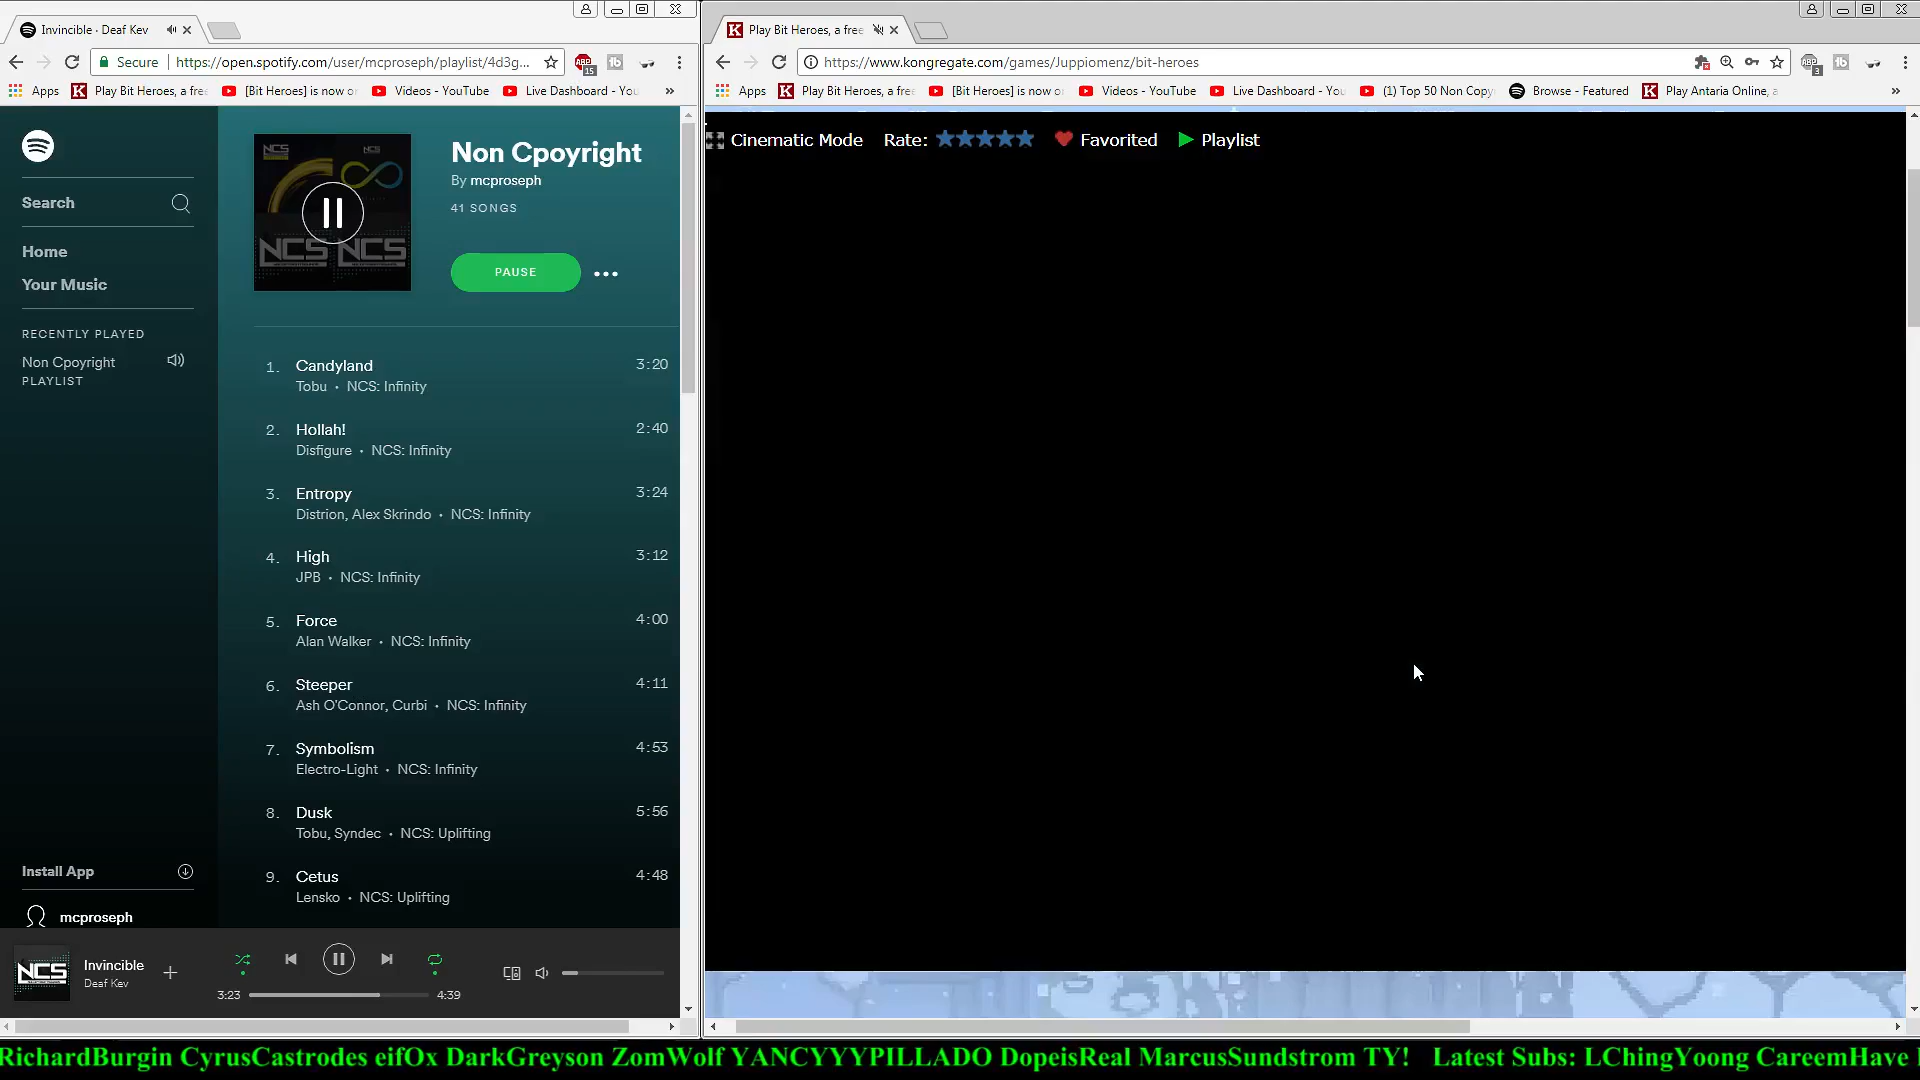 Invincible · Deaf Kev
Secure
https://open.spotify.com/user/mcproseph/playlist/4d3g...
15
Apps
Play Bit Heroes, a fre
[Bit Heroes] is now o
Videos - YouTube
Live Dashboard - You
»
Search
Home
Your Music
RECENTLY PLAYED
Non Cpoyright
PLAYLIST
Install App
mcproseph
Non Cpoyright
By mcproseph
41 SONGS
PAUSE
NCS NCS
1. Candyland 3:20
Tobu • NCS: Infinity
2. Hollah! 2:40
Disfigure • NCS: Infinity
3. Entropy 3:24
Distrion, Alex Skrindo • NCS: Infinity
4. High 3:12
JPB • NCS: Infinity
5. Force 4:00
Alan Walker • NCS: Infinity
6. Steeper 4:11
Ash O'Connor, Curbi • NCS: Infinity
7. Symbolism 4:53
Electro-Light • NCS: Infinity
8. Dusk 5:56
Tobu, Syndec • NCS: Uplifting
9. Cetus 4:48
Lensko • NCS: Uplifting
NCS
Invincible
Deaf Kev
3:23 4:39
Play Bit Heroes, a free
https://www.kongregate.com/games/Juppiomenz/bit-heroes
3
Apps
Play Bit Heroes, a fre
[Bit Heroes] is now o
Videos - YouTube
Live Dashboard - You
(1) Top 50 Non Copy
Browse - Featured
Play Antaria Online, a
»
Cinematic Mode Rate: Favorited Playlist
RichardBurgin CyrusCastrodes eifOx DarkGreyson ZomWolf YANCYYYPILLADO DopeisReal MarcusSundstrom TY! Latest Subs: LChingYoong CareemHave